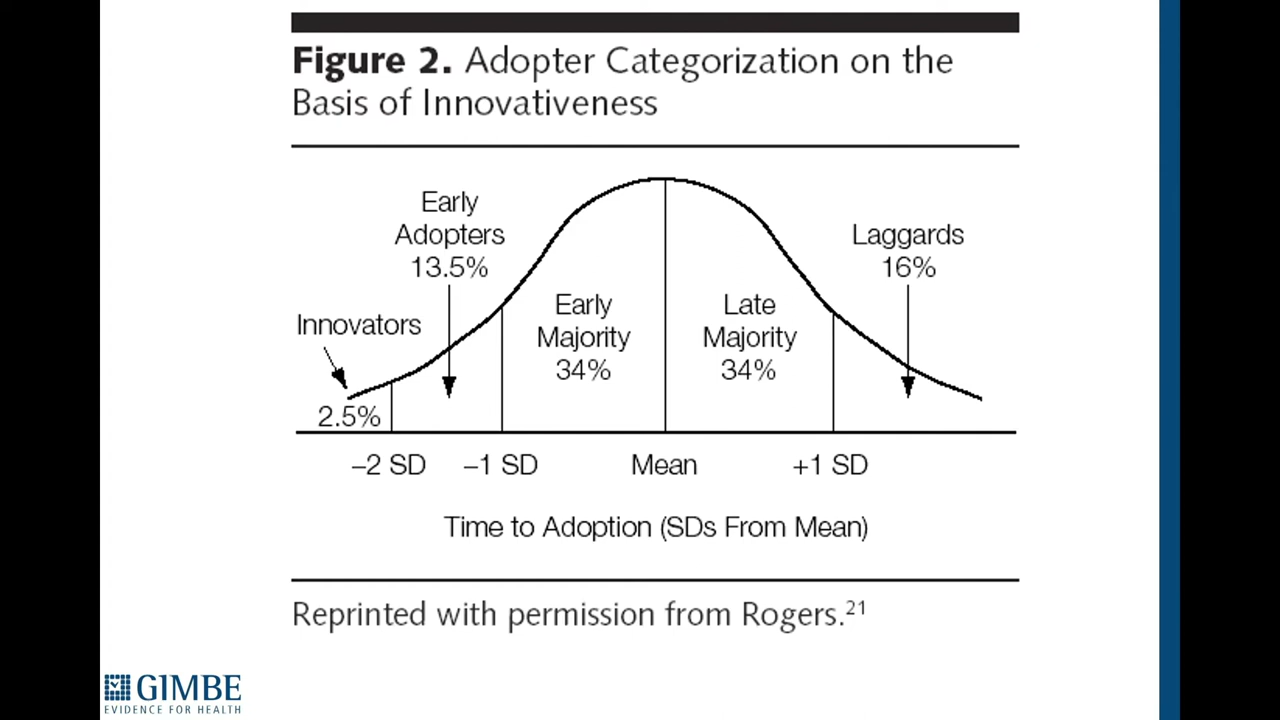 Figure 2. Adopter Categorization on the
Basis of Innovativeness
Early
Adopters
13.5%
Laggards
16%
Innovators
2.5%
Early
Majority
34%
Late
Majority
34%
–2 SD
–1 SD
Mean
+1 SD
Time to Adoption (SDs From Mean)
Reprinted with permission from Rogers.21
GIMBE
EVIDENCE FOR HEALTH